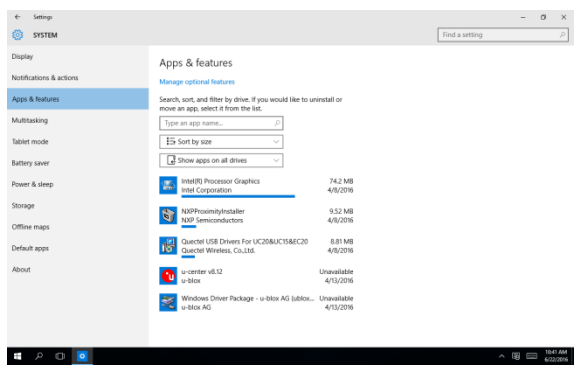 Settings
SYSTEM
Find a setting
Display
Notifications & actions
Apps & features
Multitasking
Tablet mode
Battery saver
Power & sleep
Storage
Offline maps
Default apps
About
Apps & features
Manage optional features
Search, sort, and filter by drive. If you would like to uninstall or
move an app, select it from the list.
Type an app name...
Sort by size
Show apps on all drives
Intel(R) Processor Graphics 74.2 MB
Intel Corporation 4/8/2016
NXPProximityInstaller 9.52 MB
NXP Semiconductors 4/8/2016
Quectel USB Drivers For UC20&UC15&EC20 8.81 MB
Quectel Wireless, Co.,Ltd. 4/8/2016
u-center v8.12 Unavailable
u-blox 4/13/2016
Windows Driver Package - u-blox AG (ublox... Unavailable
u-blox AG 4/13/2016
10:41 AM
6/22/2016